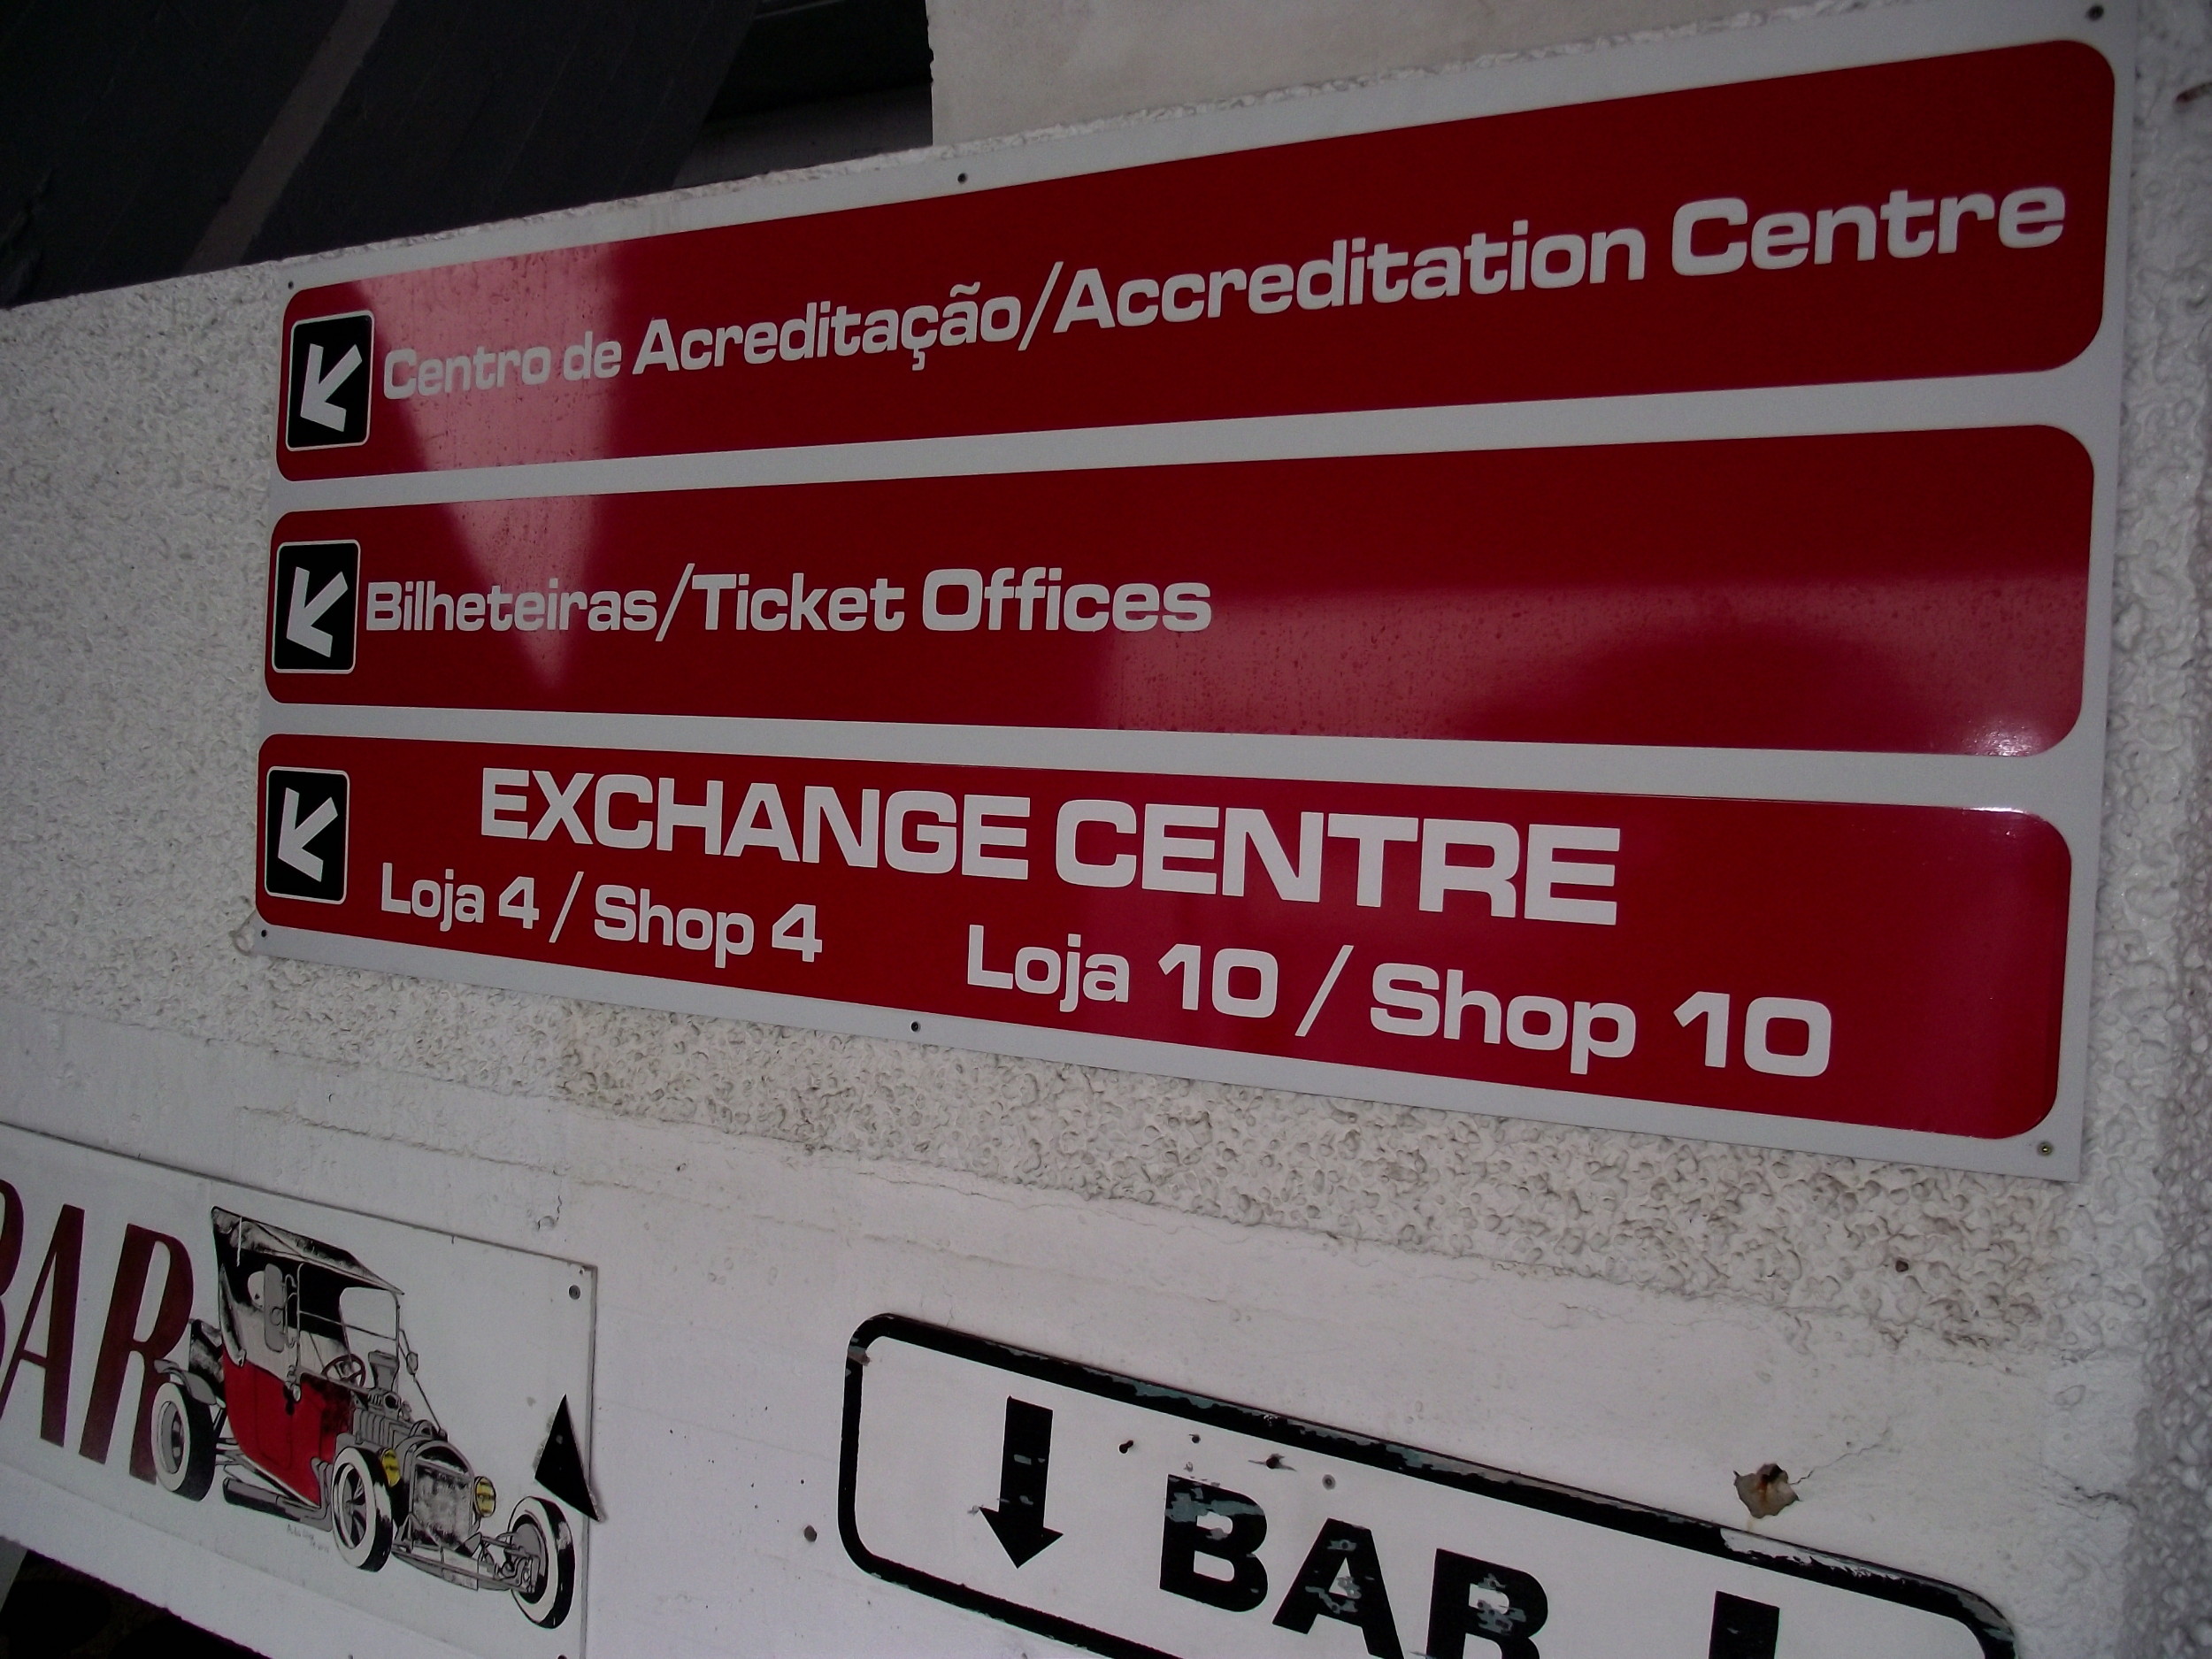 Centro de Acreditação/Accreditation Centre
Bilheteiras/Ticket Offices
EXCHANGE CENTRE
Loja 4 / Shop 4 Loja 10 / Shop 10
BAR
BAR